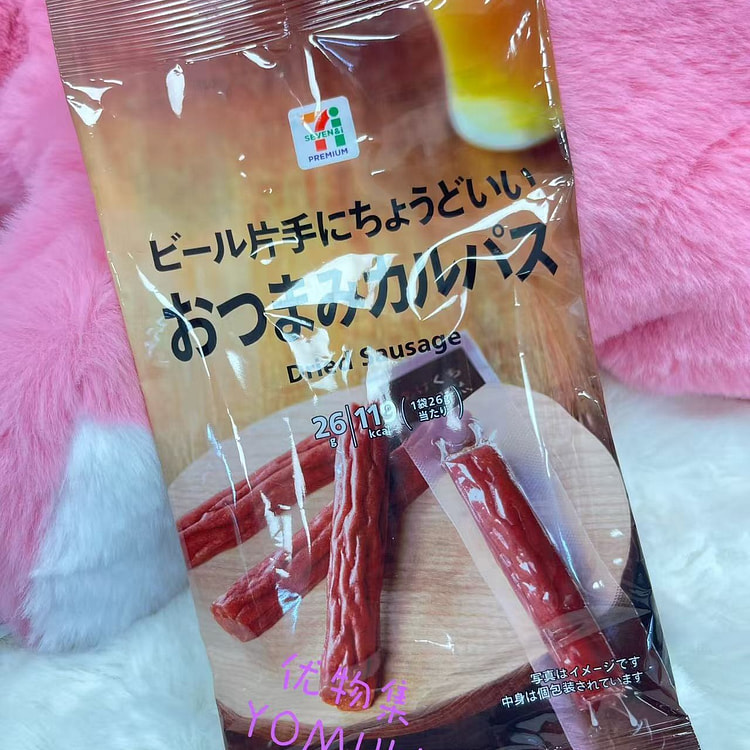 SEVEN&i
PREMIUM
ビール片手にちょうどいい
おつまみカルパス
Dried Sausage
26g 119kcal (1袋26g当たり)
写真はイメージです
中身は個包装されています
优物集